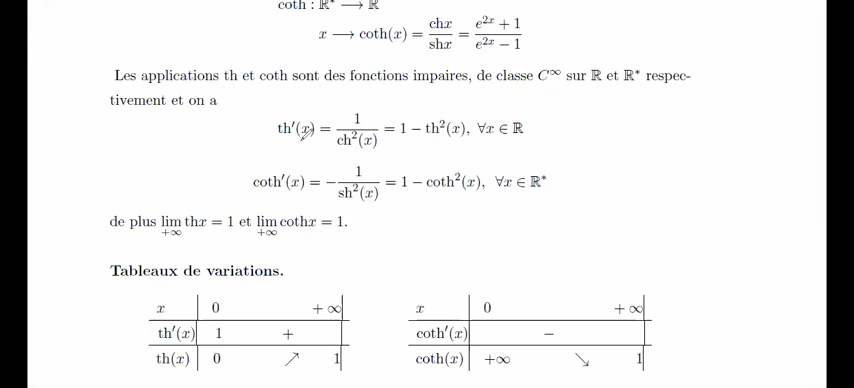 coth : ℝ* ⟶ ℝ
x ⟶ coth(x) = chx/shx = (e^{2x} + 1)/(e^{2x} − 1)
Les applications th et coth sont des fonctions impaires, de classe C^∞ sur ℝ et ℝ* respec-
tivement et on a
th′(x) = 1/ch²(x) = 1 − th²(x), ∀x ∈ ℝ
coth′(x) = −1/sh²(x) = 1 − coth²(x), ∀x ∈ ℝ*
de plus lim_{+∞} thx = 1 et lim_{+∞} cothx = 1.
Tableaux de variations.
x 0 + ∞
th′(x) 1 +
th(x) 0 ↗ 1
x 0 + ∞
coth′(x) −
coth(x) +∞ ↘ 1